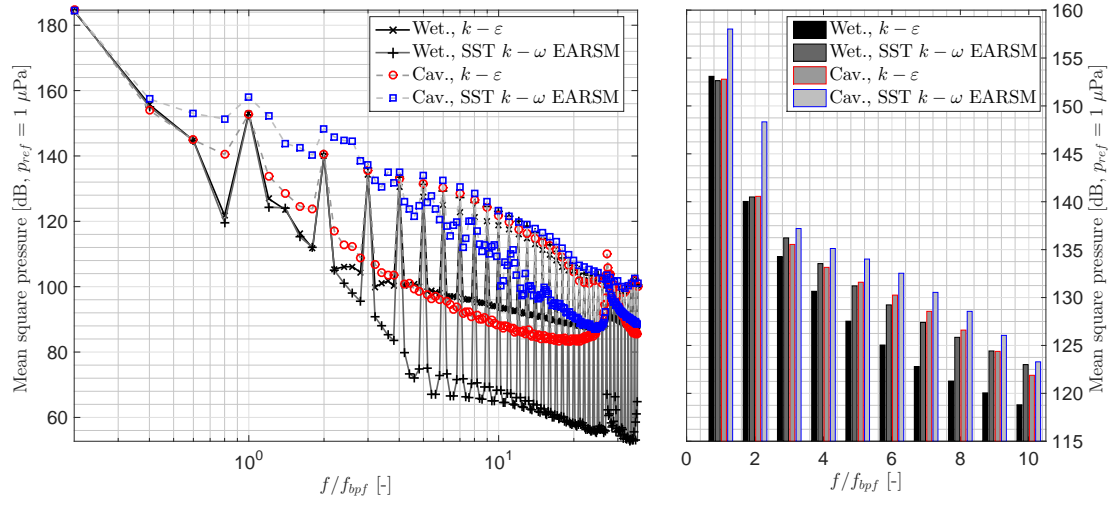 180
160
140
120
100
80
60
Mean square pressure [dB, p_ref = 1 μPa]
10^0
10^1
f/f_bpf [-]
Wet., k − ε
Wet., SST k − ω EARSM
Cav., k − ε
Cav., SST k − ω EARSM
Wet., k − ε
Wet., SST k − ω EARSM
Cav., k − ε
Cav., SST k − ω EARSM
160
155
150
145
140
135
130
125
120
115
Mean square pressure [dB, p_ref = 1 μPa]
0
2
4
6
8
10
f/f_bpf [-]